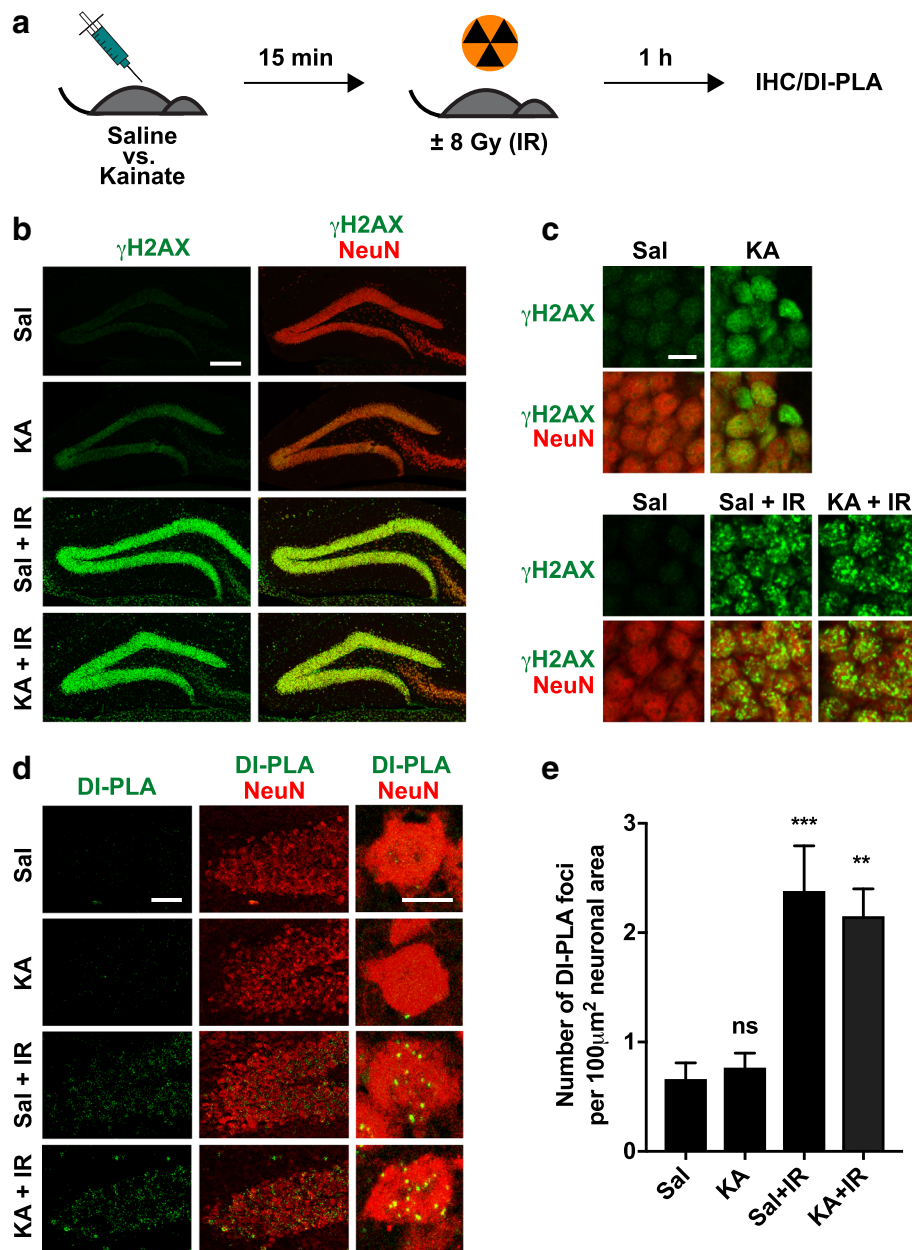 a
15 min
1 h
IHC/DI-PLA
Saline
vs.
Kainate
± 8 Gy (IR)
b
γH2AX
γH2AX
NeuN
Sal
KA
Sal + IR
KA + IR
c
Sal
KA
γH2AX
γH2AX
NeuN
Sal
Sal + IR
KA + IR
γH2AX
γH2AX
NeuN
d
DI-PLA
DI-PLA
NeuN
DI-PLA
NeuN
Sal
KA
Sal + IR
KA + IR
e
Number of DI-PLA foci
per 100μm² neuronal area
3
2
1
0
ns
***
**
Sal
KA
Sal+IR
KA+IR